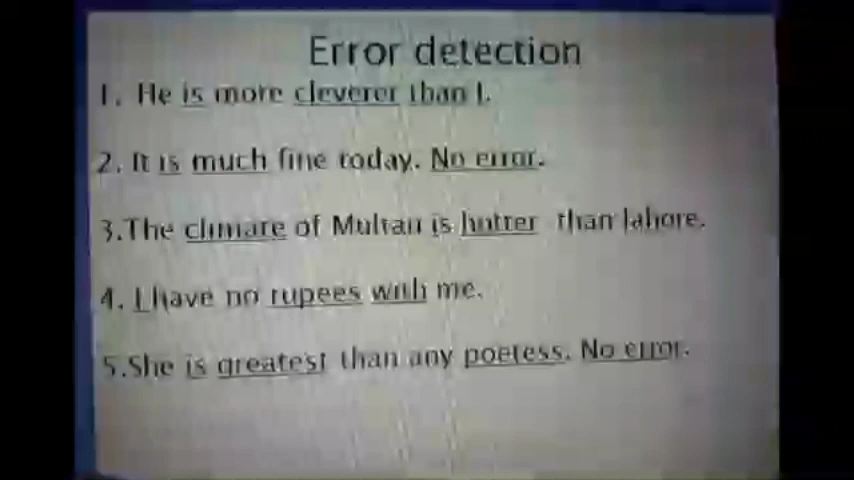 Error detection
1. He is more cleverer than I.
2. It is much fine today. No error.
3.The climate of Multan is hotter than lahore.
4. I have no rupees with me.
5.She is greatest than any poetess. No error.